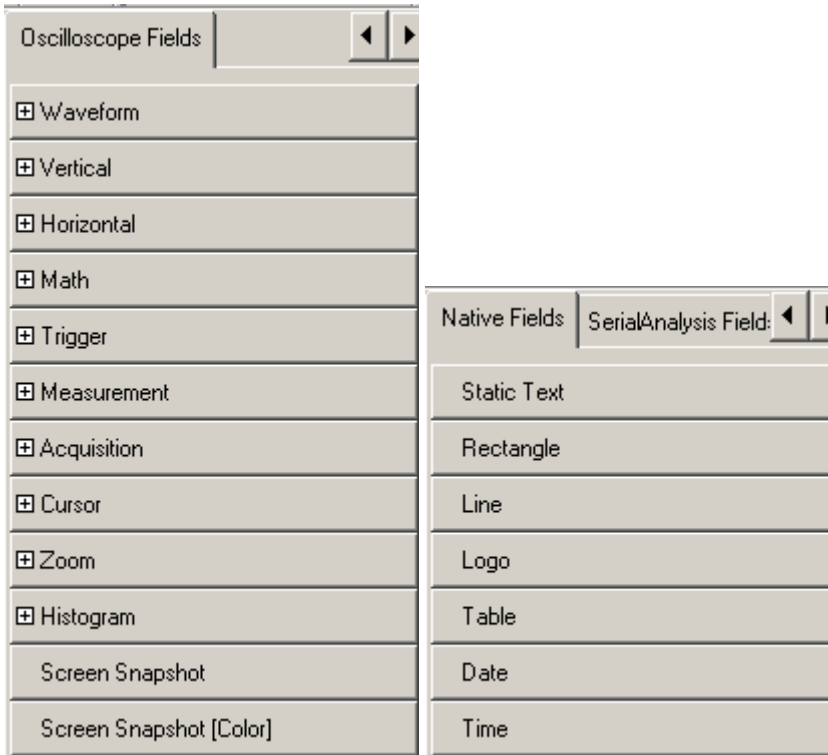 Oscilloscope Fields
Waveform
Vertical
Horizontal
Math
Trigger
Measurement
Acquisition
Cursor
Zoom
Histogram
Screen Snapshot
Screen Snapshot [Color]
Native Fields
SerialAnalysis Field
Static Text
Rectangle
Line
Logo
Table
Date
Time